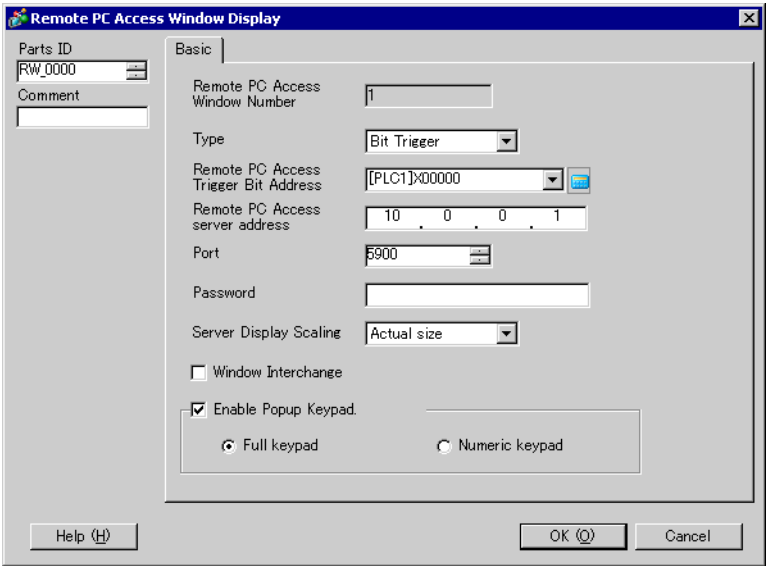 Remote PC Access Window Display
Parts ID
RW_0000
Comment
Basic
Remote PC Access
Window Number
1
Type
Bit Trigger
Remote PC Access
Trigger Bit Address
[PLC1]X00000
Remote PC Access
server address
10 . 0 . 0 . 1
Port
5900
Password
Server Display Scaling
Actual size
Window Interchange
Enable Popup Keypad.
Full keypad
Numeric keypad
Help (H)
OK (O)
Cancel